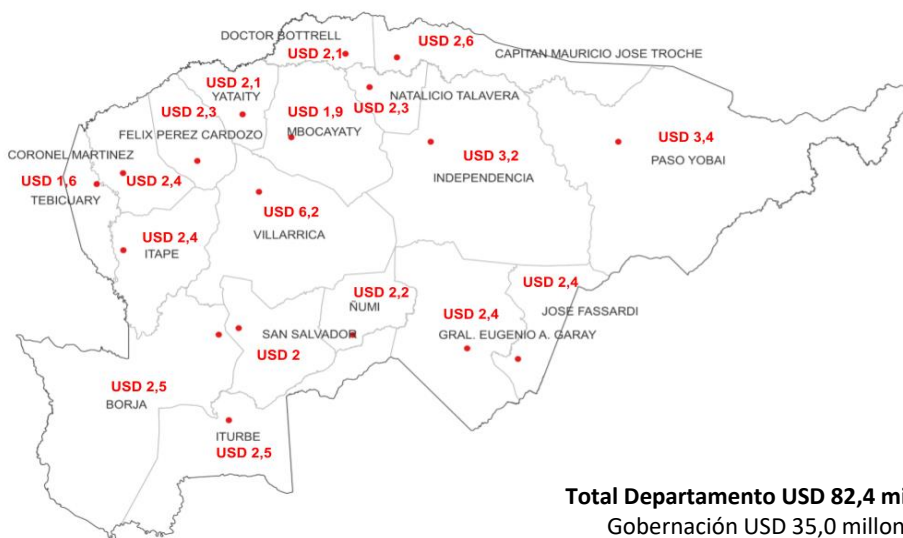 DOCTOR BOTTRELL
USD 2,1
USD 2,6
CAPITAN MAURICIO JOSE TROCHE
USD 2,1
YATAITY
USD 2,3
FELIX PEREZ CARDOZO
USD 1,9
MBOCAYATY
NATALICIO TALAVERA
USD 2,3
USD 3,2
INDEPENDENCIA
USD 3,4
PASO YOBAI
CORONEL MARTINEZ
USD 2,4
USD 1,6
TEBICUARY
USD 6,2
VILLARRICA
USD 2,4
ITAPE
USD 2,2
ÑUMI
USD 2,4
JOSE FASSARDI
USD 2,4
GRAL. EUGENIO A. GARAY
SAN SALVADOR
USD 2
USD 2,5
BORJA
ITURBE
USD 2,5
Total Departamento USD 82,4 mi
Gobernación USD 35,0 millon